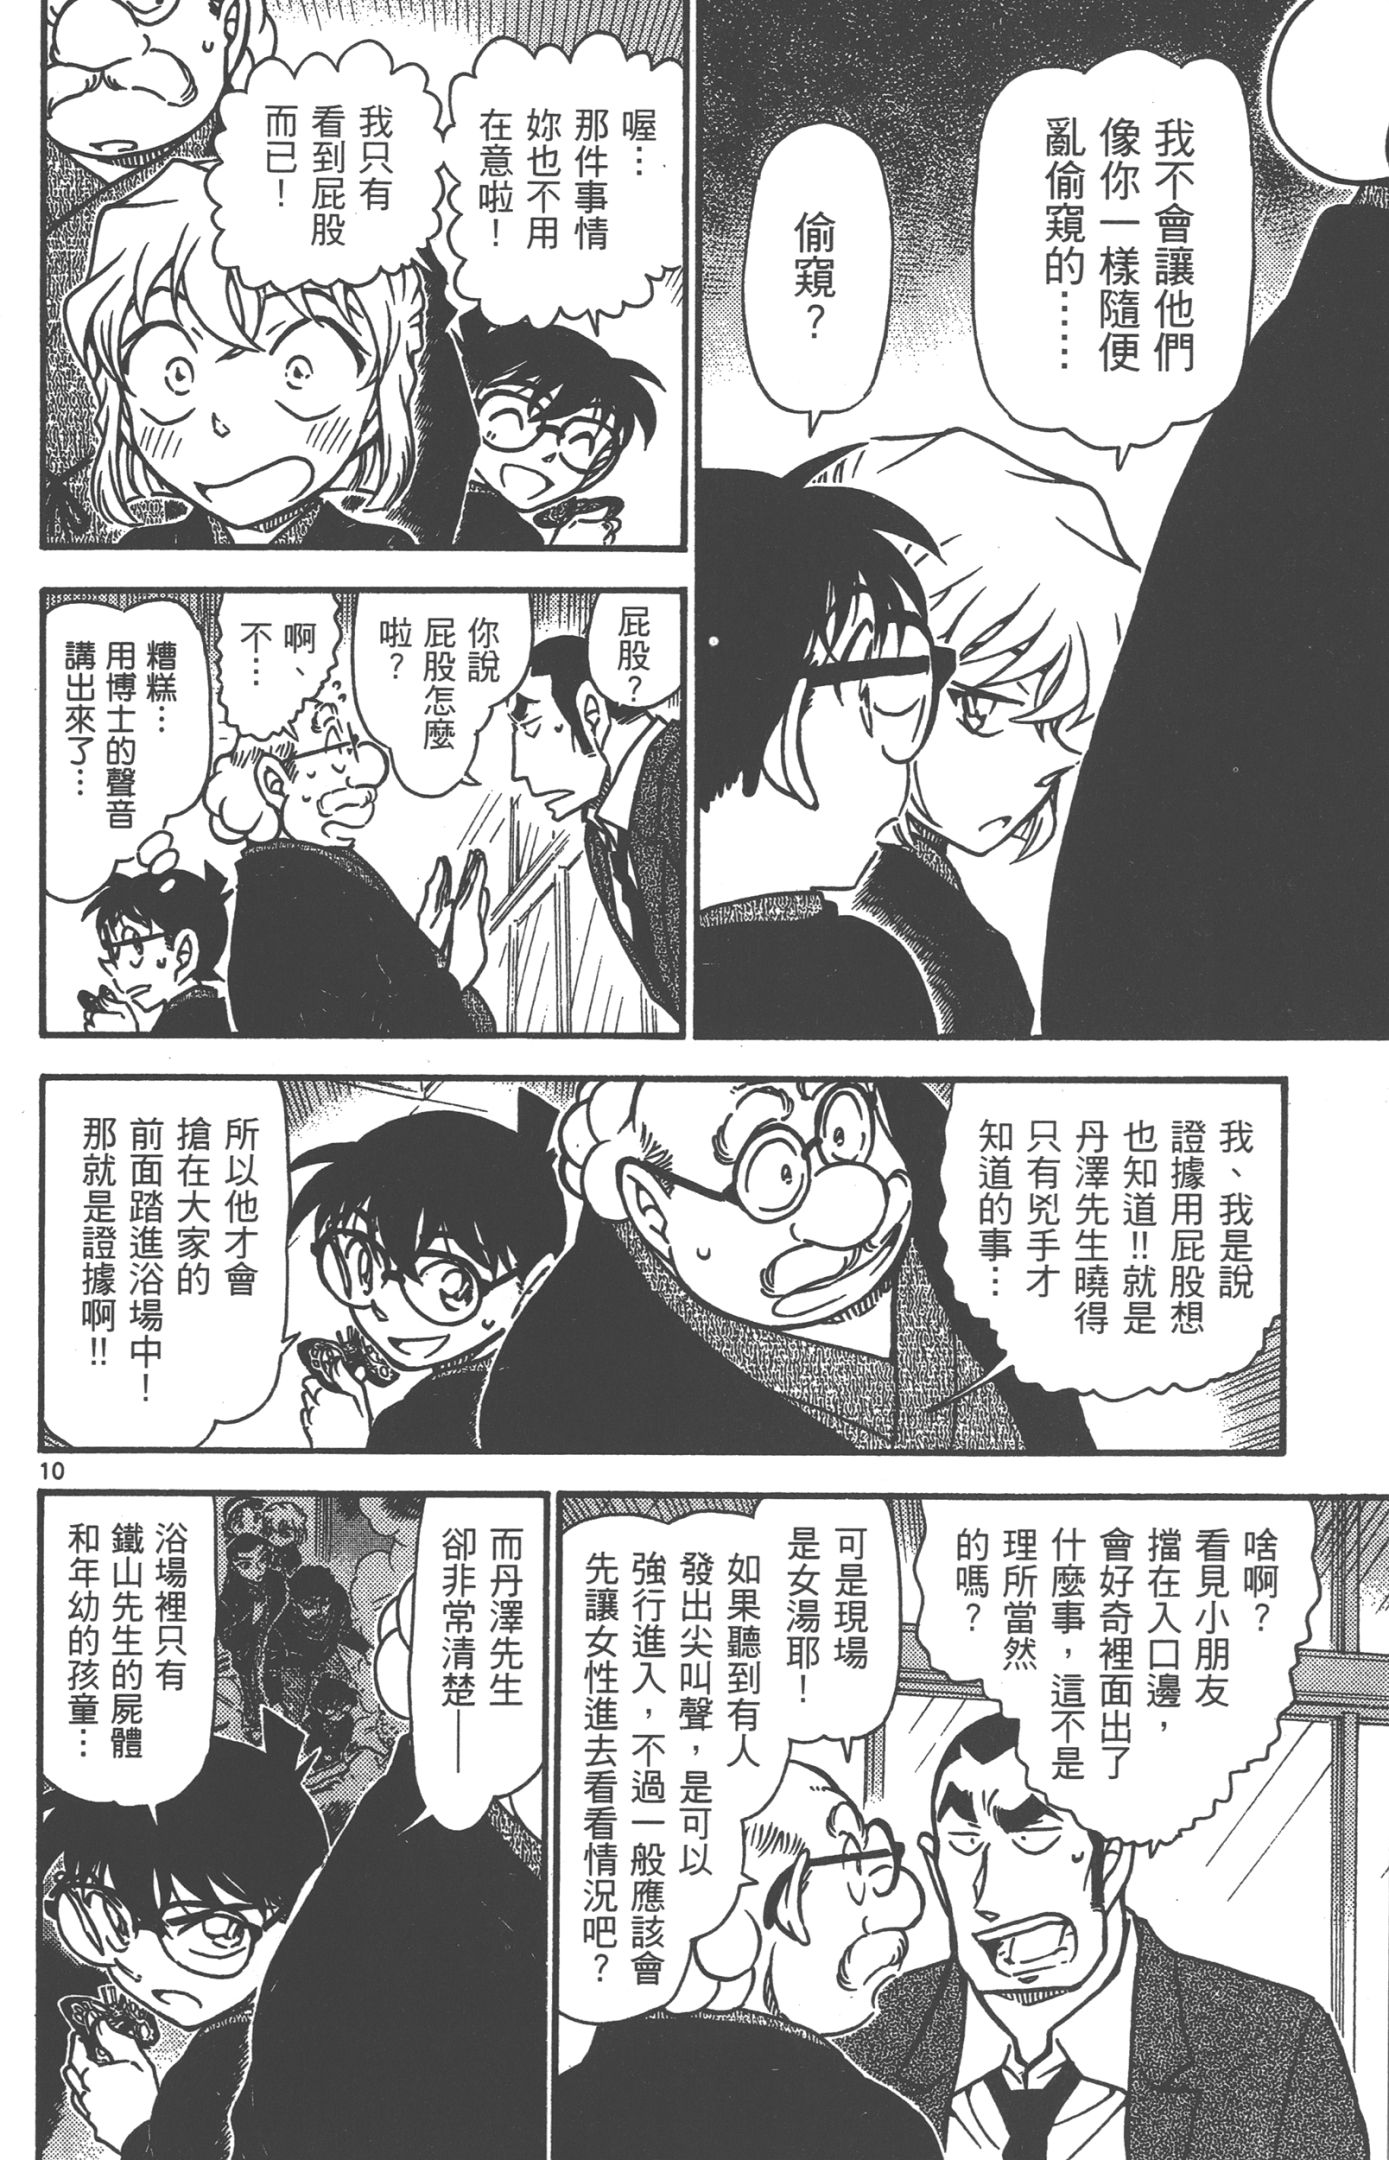 我不會讓他們
像你一樣隨便
亂偷窺的……
偷窺？
喔…
那件事情
妳也不用
在意啦！
我只有
看到屁股
而已！
屁股？
你說
屁股怎麼
啦？
啊、
不…
糟糕…
用博士的聲音
講出來了…
我、我是說
證據用屁股想
也知道!!就是
丹澤先生曉得
只有兇手才
知道的事…
所以他才會
搶在大家的
前面踏進浴場中！
那就是證據啊!!
10
啥啊？
看見小朋友
擋在入口邊，
會好奇裡面出了
什麼事，這不是
理所當然
的嗎？
可是現場
是女湯耶！
如果聽到有人
發出尖叫聲，是可以
強行進入，不過一般應該會
先讓女性進去看看情況吧？
而丹澤先生
卻非常清楚——
浴場裡只有
鐵山先生的屍體
和年幼的孩童…